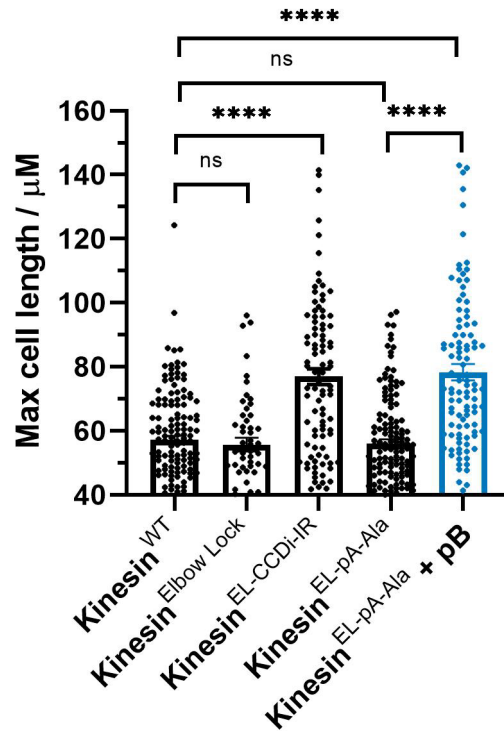 ****
ns
**** ****
ns
Max cell length / μM
160
140
120
100
80
60
40
Kinesin WT
Kinesin Elbow Lock
Kinesin EL-CCDi-IR
Kinesin EL-pA-Ala
Kinesin EL-pA-Ala + pB